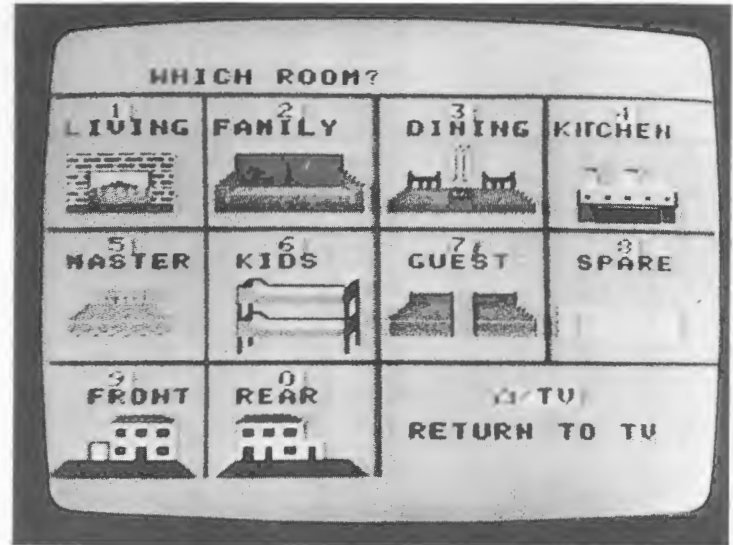 WHICH ROOM?
1 2 3 4
LIVING FAMILY DINING KITCHEN
5 6 7 8
MASTER KIDS GUEST SPARE
9 0
FRONT REAR
TV
RETURN TO TV